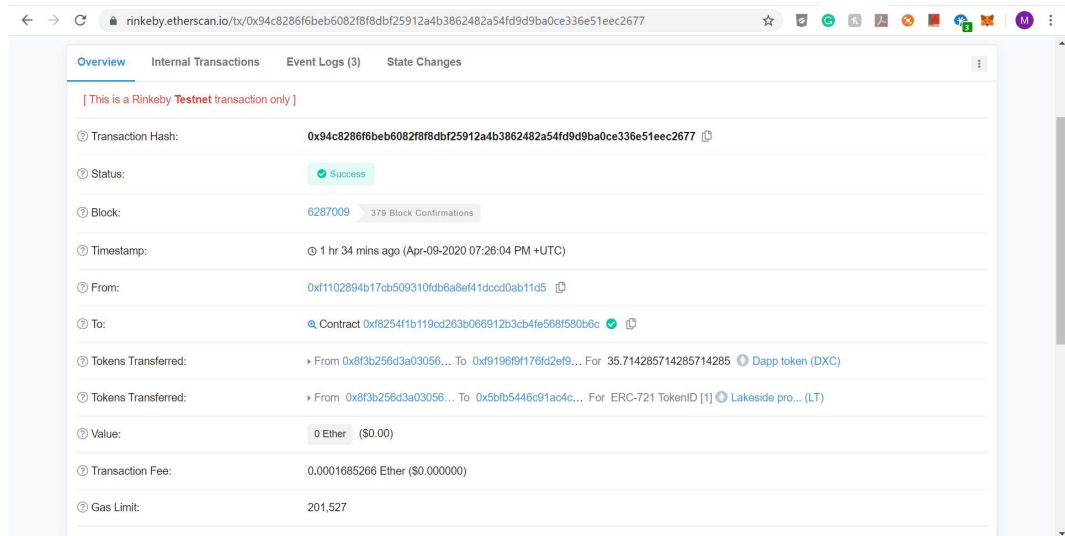 rinkeby.etherscan.io/tx/0x94c8286f6beb6082f8f8dbf25912a4b3862482a54fd9d9ba0ce336e51eec2677
3
M
Overview Internal Transactions Event Logs (3) State Changes
[ This is a Rinkeby Testnet transaction only ]
Transaction Hash: 0x94c8286f6beb6082f8f8dbf25912a4b3862482a54fd9d9ba0ce336e51eec2677
Status: Success
Block: 6287009 379 Block Confirmations
Timestamp: 1 hr 34 mins ago (Apr-09-2020 07:26:04 PM +UTC)
From: 0xf1102894b17cb509310fdb6a8ef41dccd0ab11d5
To: Contract 0xf8254f1b119cd263b066912b3cb4fe568f580b6c
Tokens Transferred: From 0x8f3b256d3a03056... To 0xf9196f9f176fd2ef9... For 35.714285714285714285 Dapp token (DXC)
Tokens Transferred: From 0x8f3b256d3a03056... To 0x5bfb5446c91ac4c... For ERC-721 TokenID [1] Lakeside pro... (LT)
Value: 0 Ether ($0.00)
Transaction Fee: 0.0001685266 Ether ($0.000000)
Gas Limit: 201,527